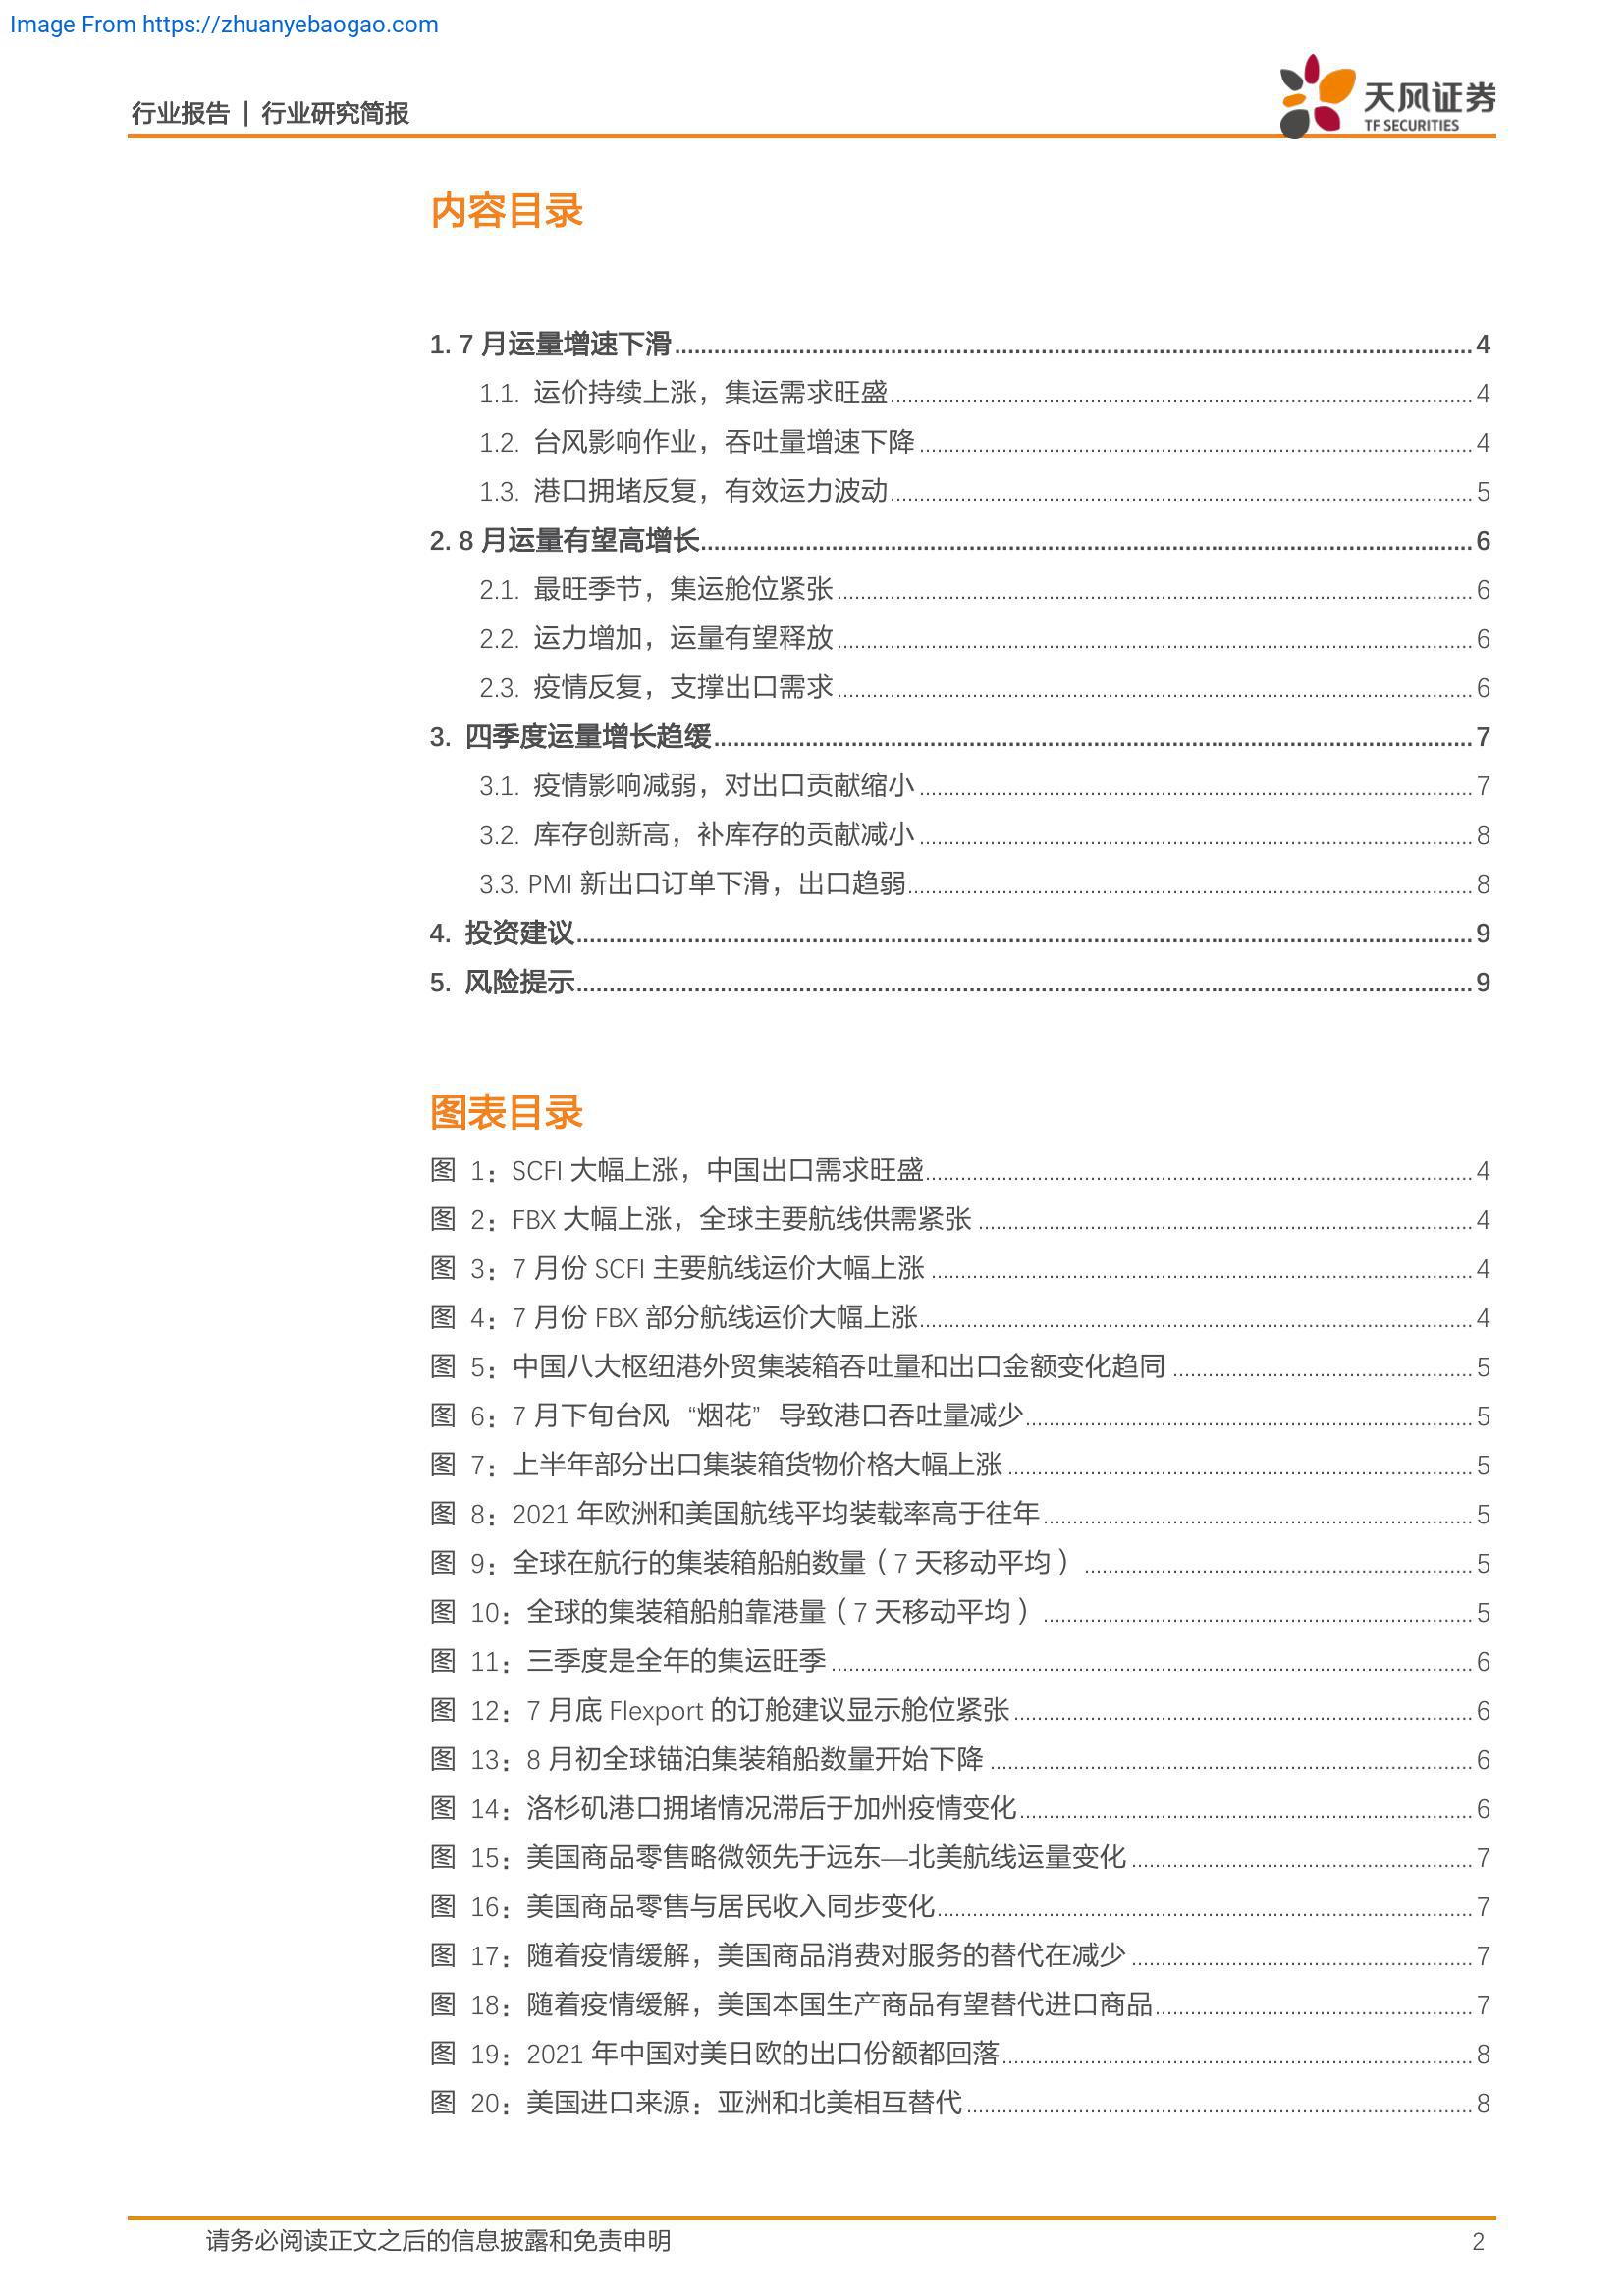 Image From https://zhuanyebaogao.com
行业报告 | 行业研究简报
天风证券
TF SECURITIES
内容目录
1. 7 月运量增速下滑 4
1.1. 运价持续上涨，集运需求旺盛 4
1.2. 台风影响作业，吞吐量增速下降 4
1.3. 港口拥堵反复，有效运力波动 5
2. 8 月运量有望高增长 6
2.1. 最旺季节，集运舱位紧张 6
2.2. 运力增加，运量有望释放 6
2.3. 疫情反复，支撑出口需求 6
3. 四季度运量增长趋缓 7
3.1. 疫情影响减弱，对出口贡献缩小 7
3.2. 库存创新高，补库存的贡献减小 8
3.3. PMI 新出口订单下滑，出口趋弱 8
4. 投资建议 9
5. 风险提示 9
图表目录
图 1：SCFI 大幅上涨，中国出口需求旺盛 4
图 2：FBX 大幅上涨，全球主要航线供需紧张 4
图 3：7 月份 SCFI 主要航线运价大幅上涨 4
图 4：7 月份 FBX 部分航线运价大幅上涨 4
图 5：中国八大枢纽港外贸集装箱吞吐量和出口金额变化趋同 5
图 6：7 月下旬台风“烟花”导致港口吞吐量减少 5
图 7：上半年部分出口集装箱货物价格大幅上涨 5
图 8：2021 年欧洲和美国航线平均装载率高于往年 5
图 9：全球在航行的集装箱船舶数量（7 天移动平均） 5
图 10：全球的集装箱船舶靠港量（7 天移动平均） 5
图 11：三季度是全年的集运旺季 6
图 12：7 月底 Flexport 的订舱建议显示舱位紧张 6
图 13：8 月初全球锚泊集装箱船数量开始下降 6
图 14：洛杉矶港口拥堵情况滞后于加州疫情变化 6
图 15：美国商品零售略微领先于远东—北美航线运量变化 7
图 16：美国商品零售与居民收入同步变化 7
图 17：随着疫情缓解，美国商品消费对服务的替代在减少 7
图 18：随着疫情缓解，美国本国生产商品有望替代进口商品 7
图 19：2021 年中国对美日欧的出口份额都回落 8
图 20：美国进口来源：亚洲和北美相互替代 8
请务必阅读正文之后的信息披露和免责申明 2